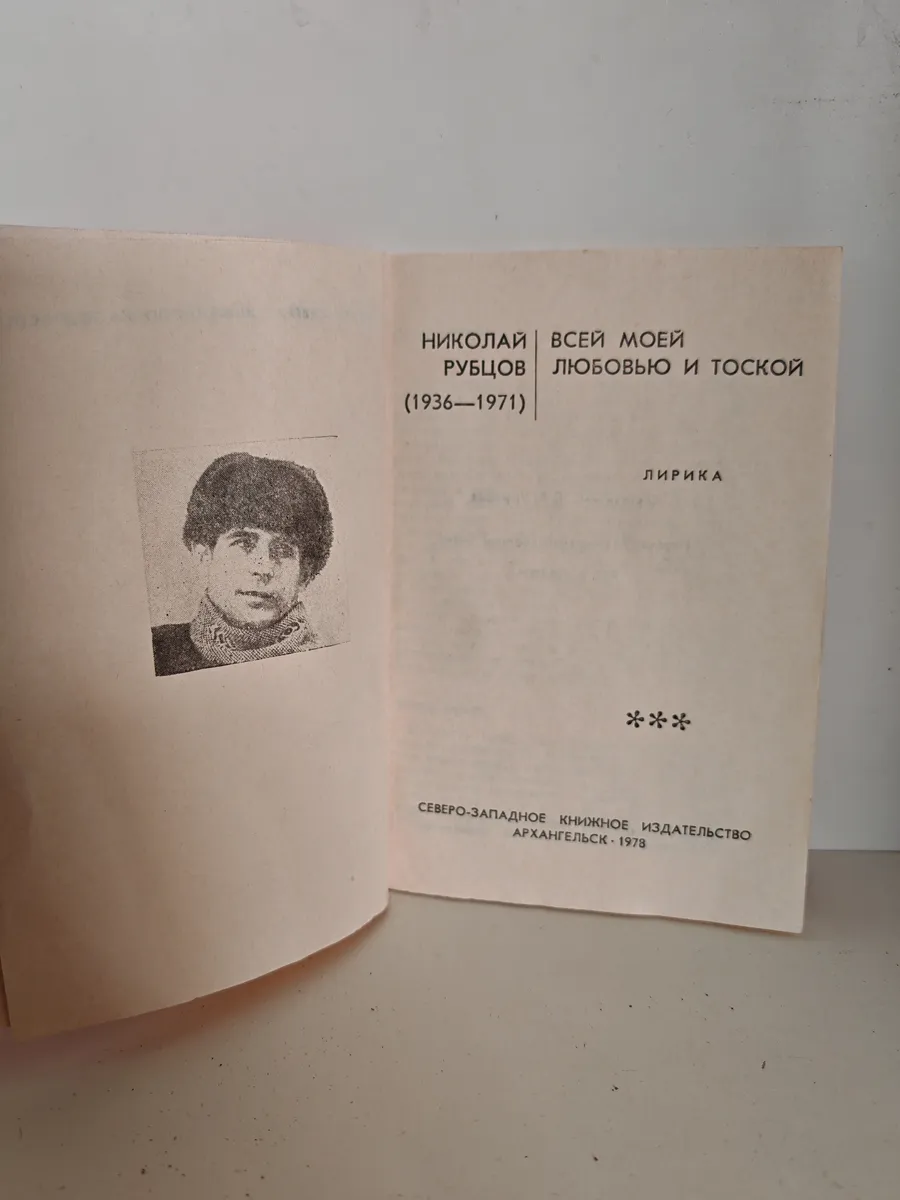 НИКОЛАЙ
РУБЦОВ
(1936—1971)
ВСЕЙ МОЕЙ
ЛЮБОВЬЮ И ТОСКОЙ
ЛИРИКА
***
СЕВЕРО-ЗАПАДНОЕ КНИЖНОЕ ИЗДАТЕЛЬСТВО
АРХАНГЕЛЬСК · 1978